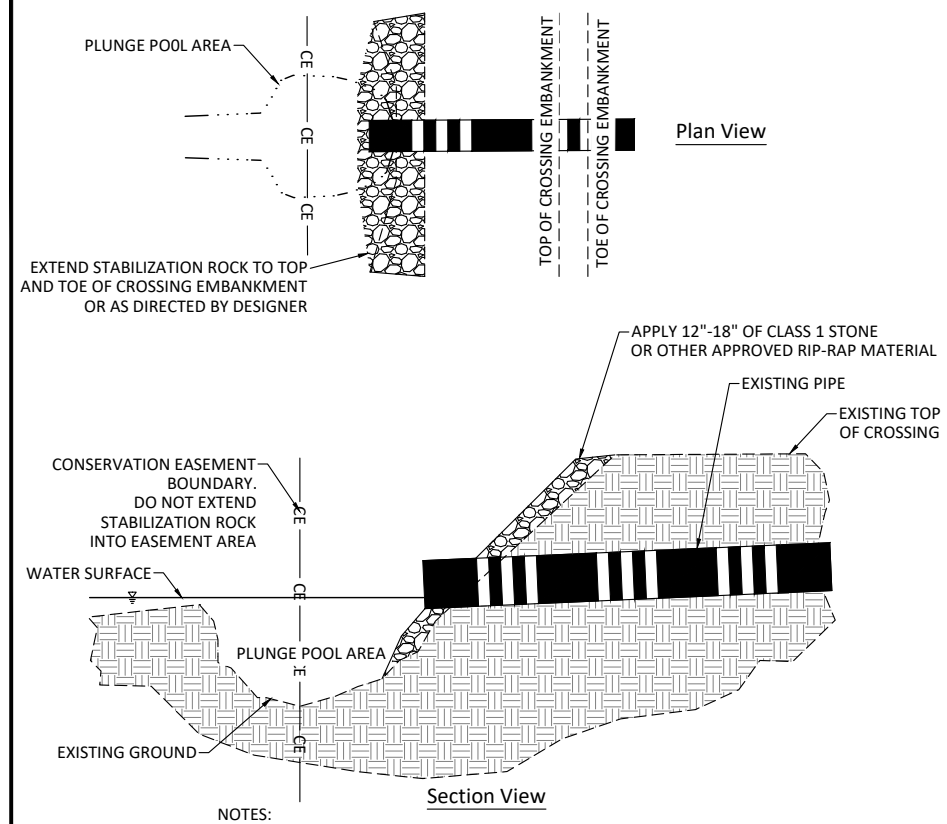 PLUNGE POOL AREA
CE
CE
CE
TOP OF CROSSING EMBANKMENT
TOE OF CROSSING EMBANKMENT
Plan View
EXTEND STABILIZATION ROCK TO TOP
AND TOE OF CROSSING EMBANKMENT
OR AS DIRECTED BY DESIGNER
APPLY 12"-18" OF CLASS 1 STONE
OR OTHER APPROVED RIP-RAP MATERIAL
EXISTING PIPE
EXISTING TOP
OF CROSSING
CONSERVATION EASEMENT
BOUNDARY.
DO NOT EXTEND
STABILIZATION ROCK
INTO EASEMENT AREA
CE
CE
WATER SURFACE
PLUNGE POOL AREA
CE
CE
EXISTING GROUND
Section View
NOTES: